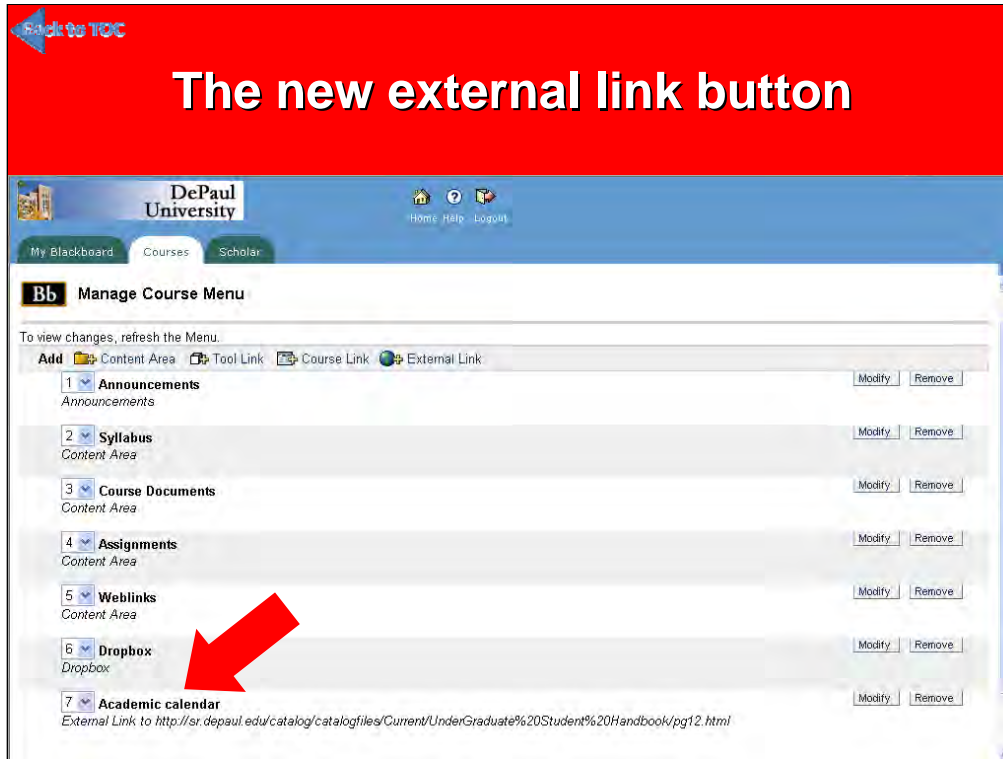 Back to TOC
The new external link button
DePaul
University
Home Help Logout
My Blackboard Courses Scholar
Bb Manage Course Menu
To view changes, refresh the Menu.
Add Content Area Tool Link Course Link External Link
1 Announcements Modify Remove
Announcements
2 Syllabus Modify Remove
Content Area
3 Course Documents Modify Remove
Content Area
4 Assignments Modify Remove
Content Area
5 Weblinks Modify Remove
Content Area
6 Dropbox Modify Remove
Dropbox
7 Academic calendar Modify Remove
External Link to http://sr.depaul.edu/catalog/catalogfiles/Current/UnderGraduate%20Student%20Handbook/pg12.html